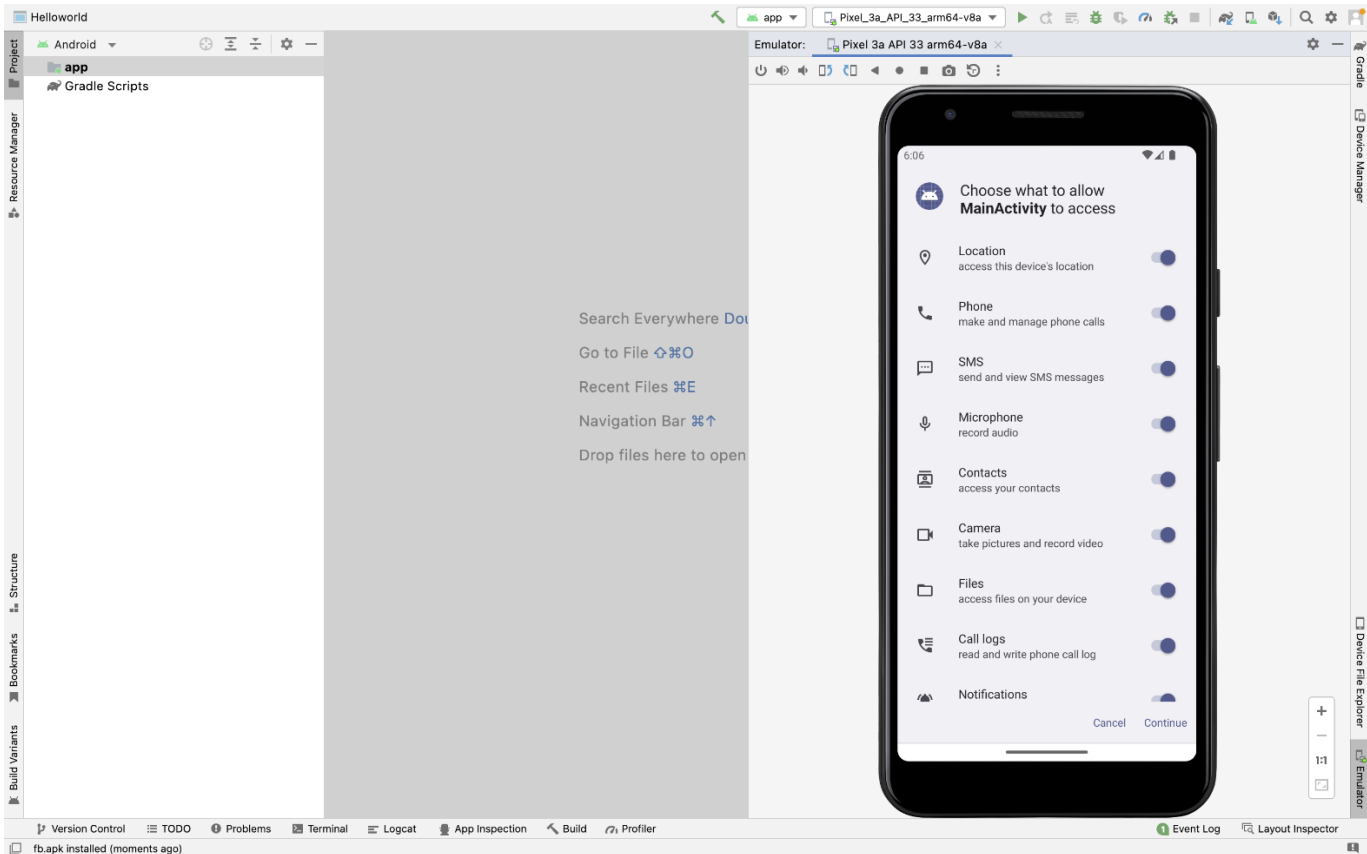 Helloworld
app
Pixel_3a_API_33_arm64-v8a
Project
Android
Emulator:
Pixel 3a API 33 arm64-v8a
app
Gradle Scripts
Resource Manager
Structure
Bookmarks
Build Variants
Search Everywhere Dou
Go to File ⇧⌘O
Recent Files ⌘E
Navigation Bar ⌘↑
Drop files here to open
6:06
Choose what to allow
MainActivity to access
Location
access this device's location
Phone
make and manage phone calls
SMS
send and view SMS messages
Microphone
record audio
Contacts
access your contacts
Camera
take pictures and record video
Files
access files on your device
Call logs
read and write phone call log
Notifications
Cancel
Continue
1:1
Gradle
Device Manager
Device File Explorer
Emulator
Version Control
TODO
Problems
Terminal
Logcat
App Inspection
Build
Profiler
1 Event Log
Layout Inspector
fb.apk installed (moments ago)